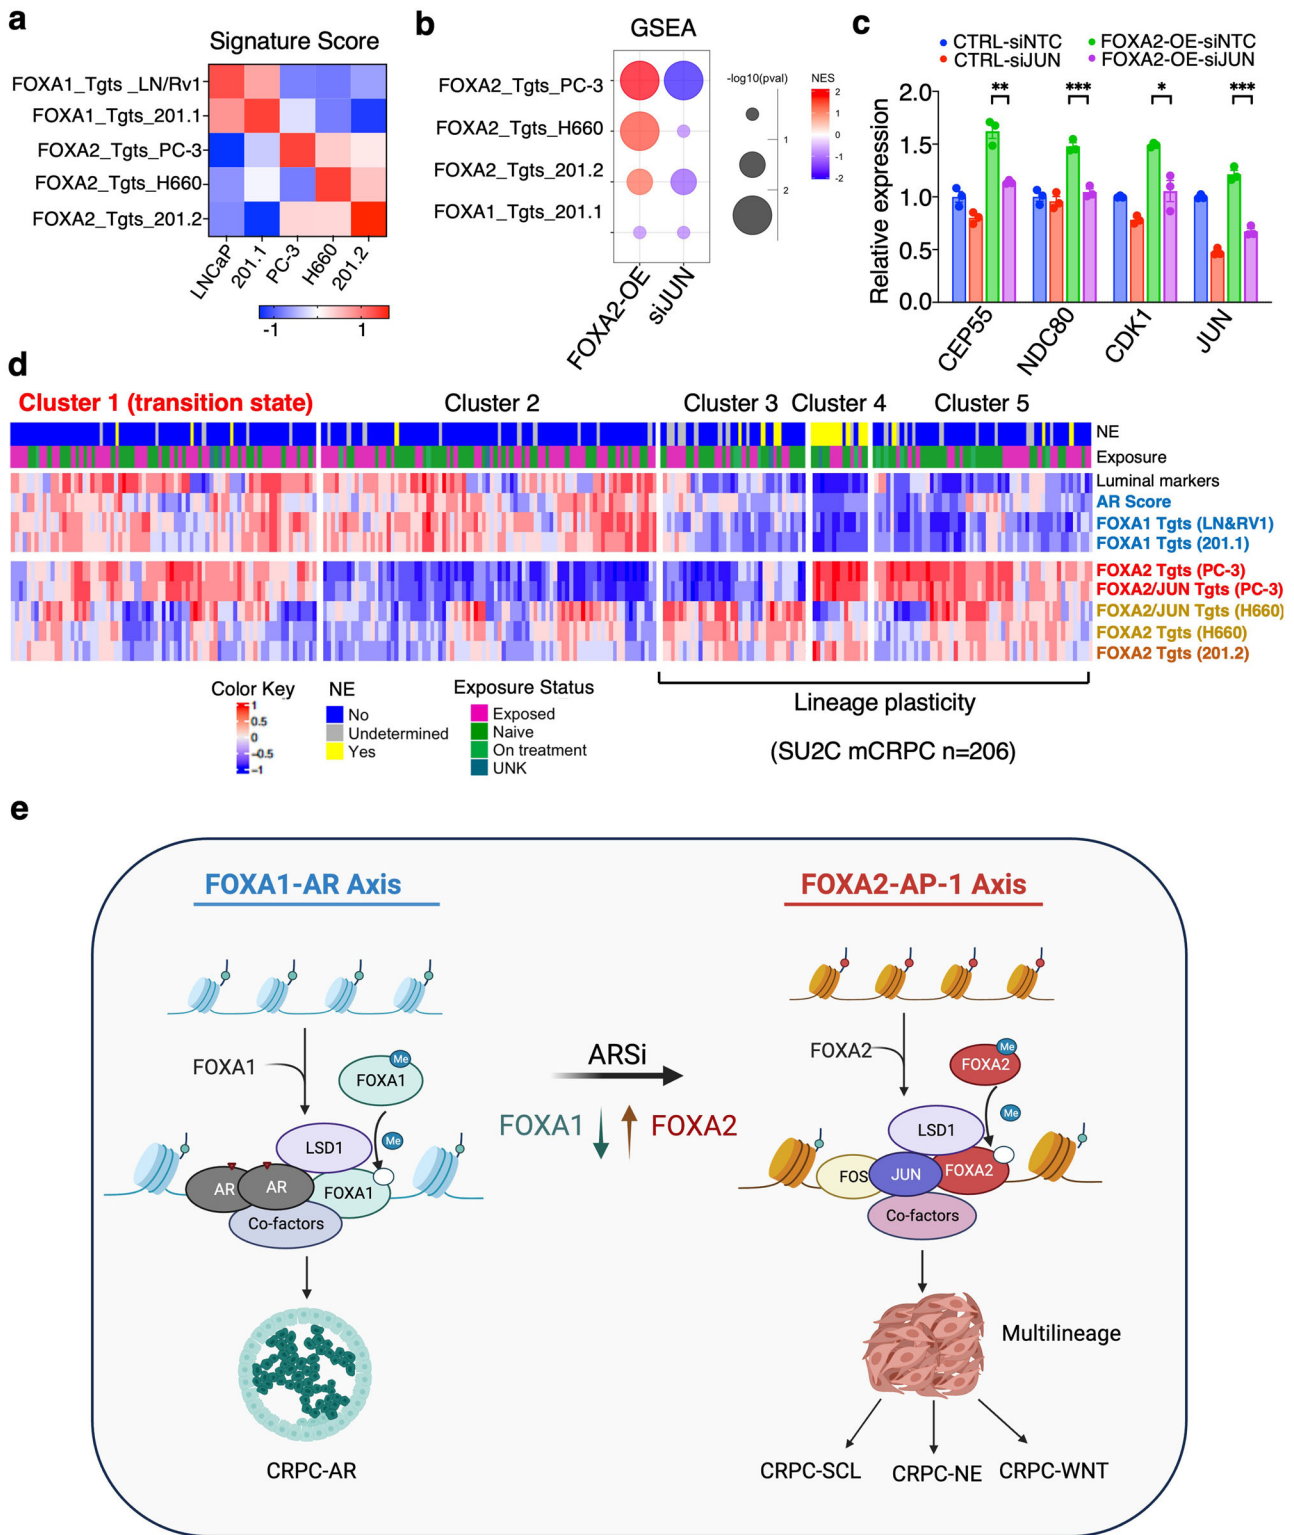 a
Signature Score
FOXA1_Tgts _LN/Rv1
FOXA1_Tgts_201.1
FOXA2_Tgts_PC-3
FOXA2_Tgts_H660
FOXA2_Tgts_201.2
LNCaP
201.1
PC-3
H660
201.2
-1
1
b
GSEA
FOXA2_Tgts_PC-3
FOXA2_Tgts_H660
FOXA2_Tgts_201.2
FOXA1_Tgts_201.1
FOXA2-OE
siJUN
-log10(pval)
1
2
NES
2
1
0
-1
-2
c
CTRL-siNTC
FOXA2-OE-siNTC
CTRL-siJUN
FOXA2-OE-siJUN
Relative expression
2.0
1.5
1.0
0.5
0.0
**
***
*
***
CEP55
NDC80
CDK1
JUN
d
Cluster 1 (transition state)
Cluster 2
Cluster 3
Cluster 4
Cluster 5
NE
Exposure
Luminal markers
AR Score
FOXA1 Tgts (LN&RV1)
FOXA1 Tgts (201.1)
FOXA2 Tgts (PC-3)
FOXA2/JUN Tgts (PC-3)
FOXA2/JUN Tgts (H660)
FOXA2 Tgts (H660)
FOXA2 Tgts (201.2)
Color Key
1
0.5
0
-0.5
-1
NE
No
Undetermined
Yes
Exposure Status
Exposed
Naive
On treatment
UNK
Lineage plasticity
(SU2C mCRPC n=206)
e
FOXA1-AR Axis
FOXA1
Me
FOXA1
LSD1
Me
AR
AR
FOXA1
Co-factors
CRPC-AR
ARSi
FOXA1
FOXA2
FOXA2-AP-1 Axis
FOXA2
Me
FOXA2
Me
LSD1
FOS
JUN
FOXA2
Co-factors
Multilineage
CRPC-SCL
CRPC-NE
CRPC-WNT